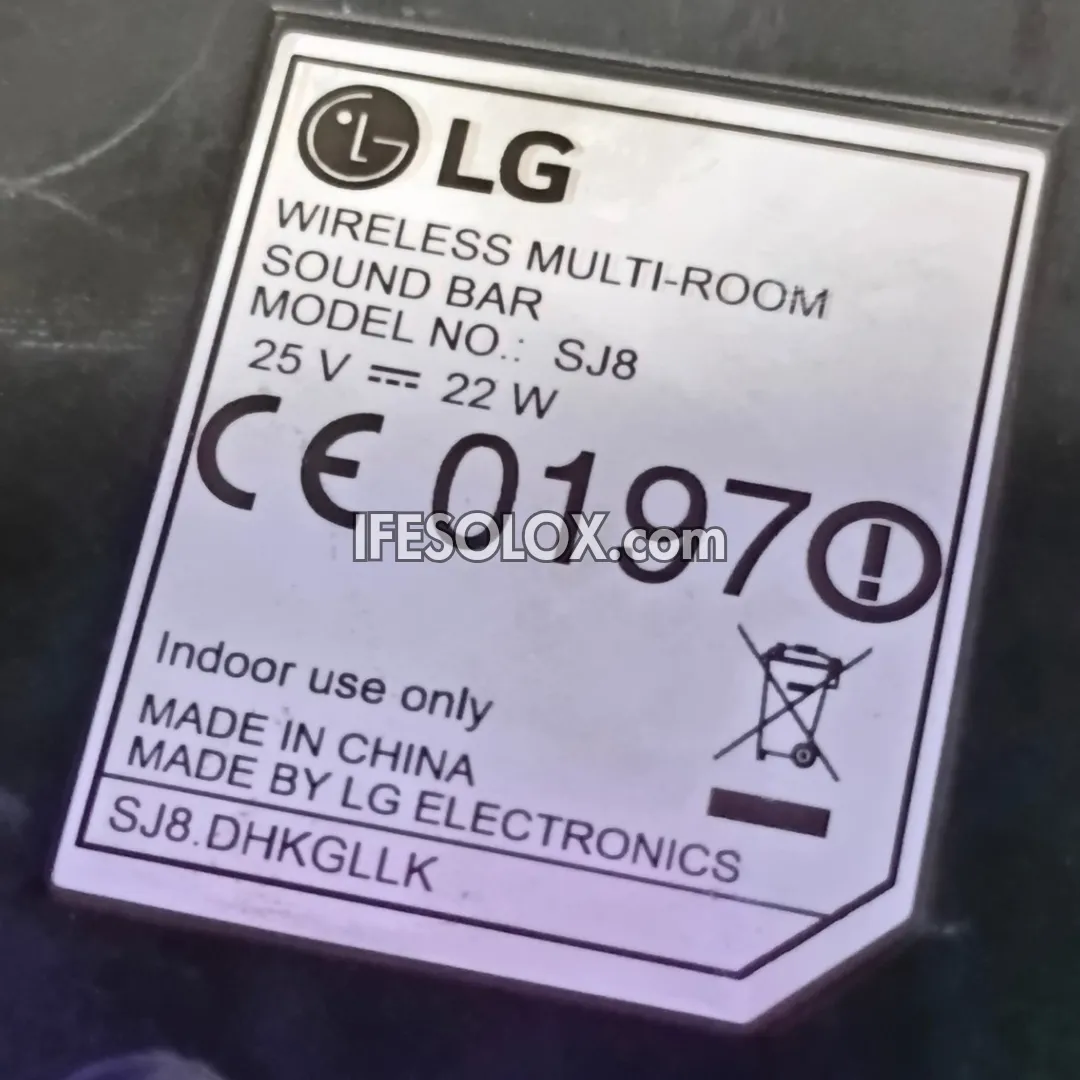 LG
WIRELESS MULTI-ROOM
SOUND BAR
MODEL NO.: SJ8
25 V ⎓ 22 W
CE 0197
IFESOLOX.com
Indoor use only
MADE IN CHINA
MADE BY LG ELECTRONICS
SJ8.DHKGLLK